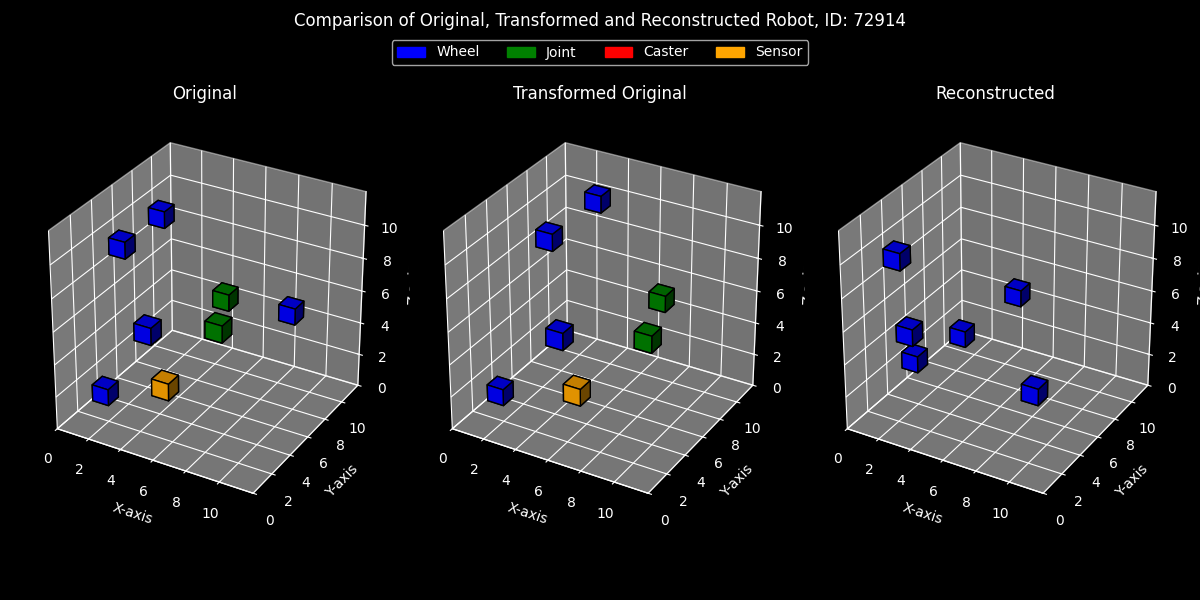 Comparison of Original, Transformed and Reconstructed Robot, ID: 72914
Wheel Joint Caster Sensor
Original Transformed Original Reconstructed
10 10 10
8 8 8
6 6 6
4 4 4
2 2 2
0 0 0
0 2 4 6 8 10 X-axis
0 2 4 6 8 10 Y-axis
0 2 4 6 8 10 X-axis
0 2 4 6 8 10 Y-axis
0 2 4 6 8 10 X-axis
0 2 4 6 8 10 Y-axis